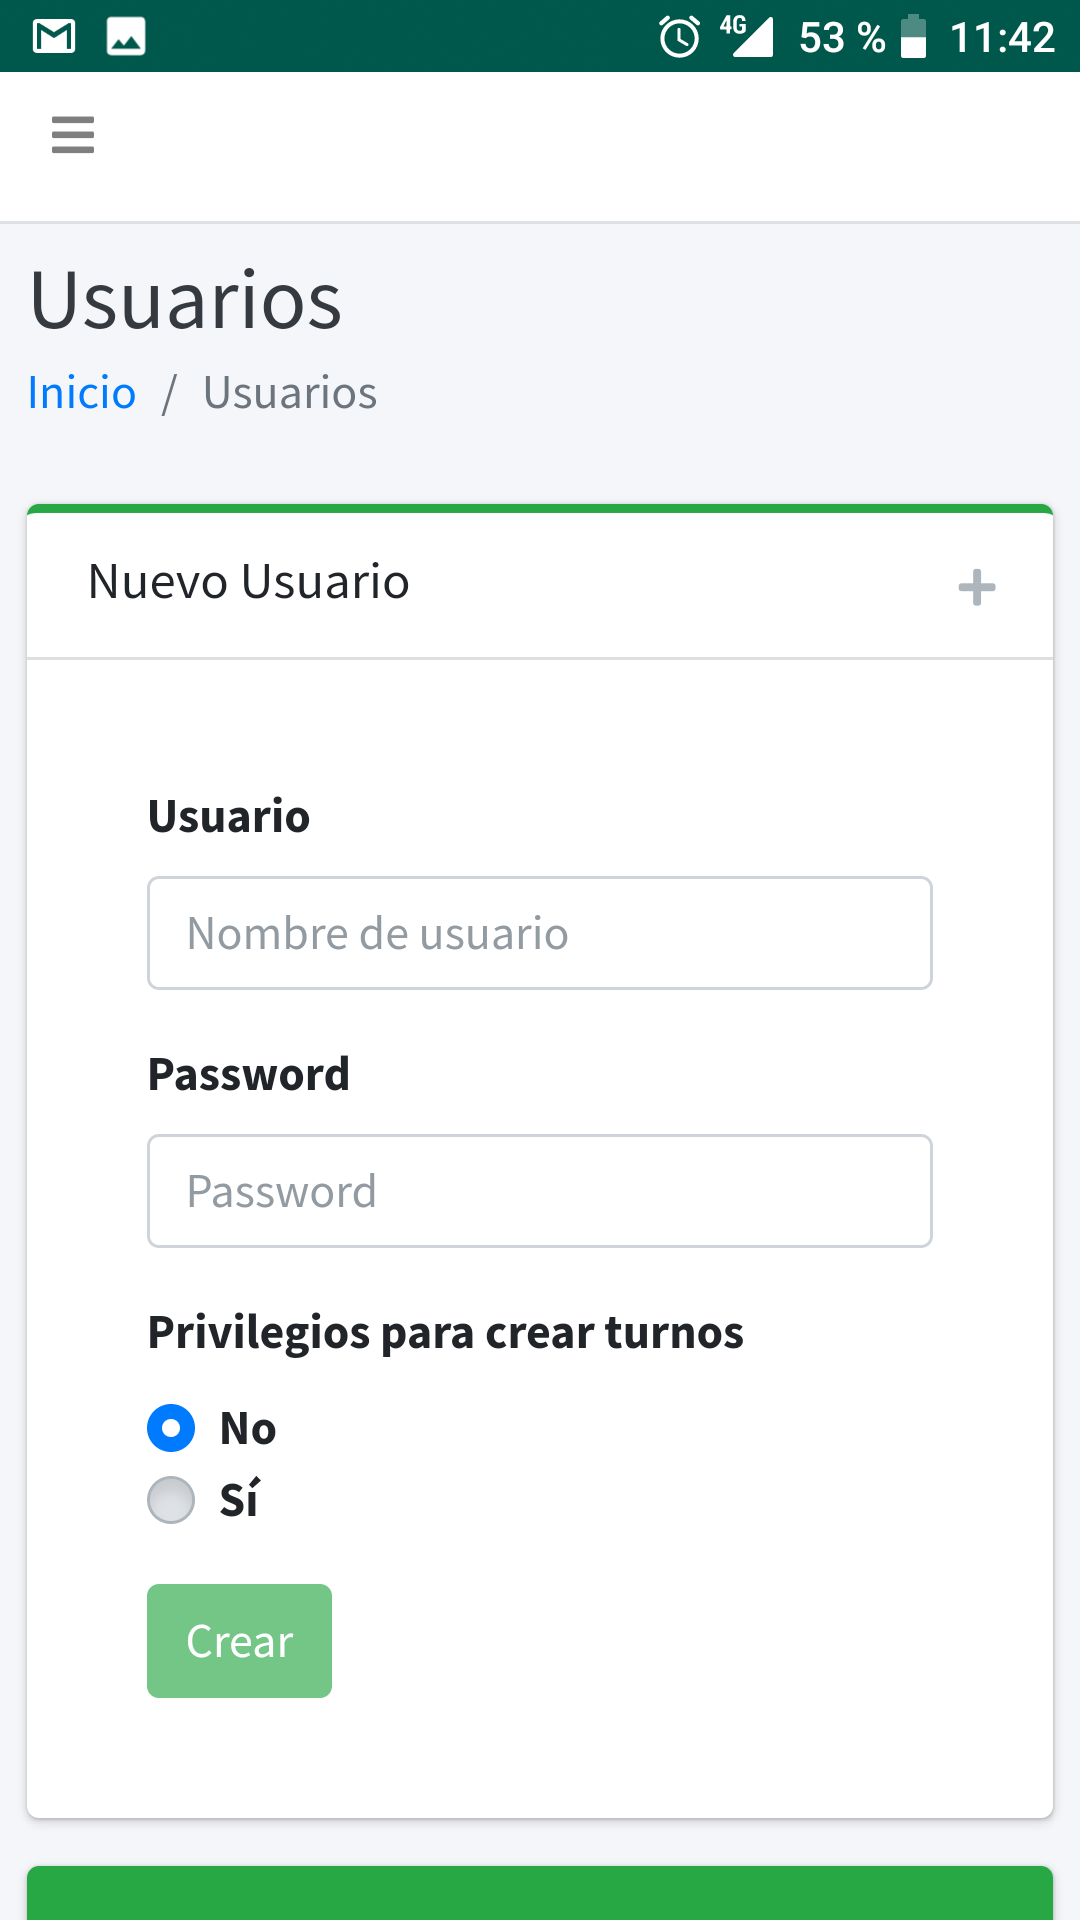 4G 53 % 11:42
Usuarios
Inicio / Usuarios
Nuevo Usuario
Usuario
Nombre de usuario
Password
Password
Privilegios para crear turnos
No
Sí
Crear